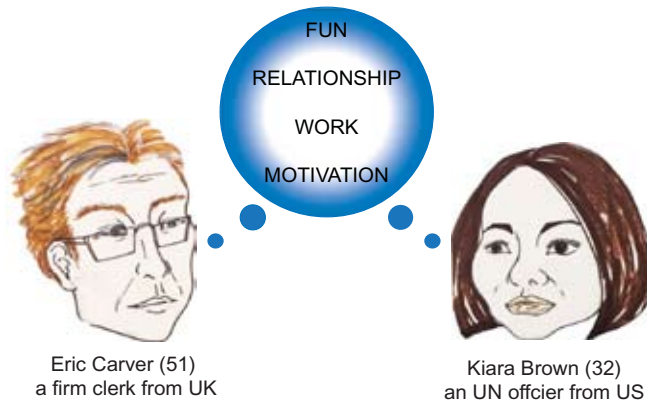 FUN
RELATIONSHIP
WORK
MOTIVATION
Eric Carver (51)
a firm clerk from UK
Kiara Brown (32)
an UN offcier from US